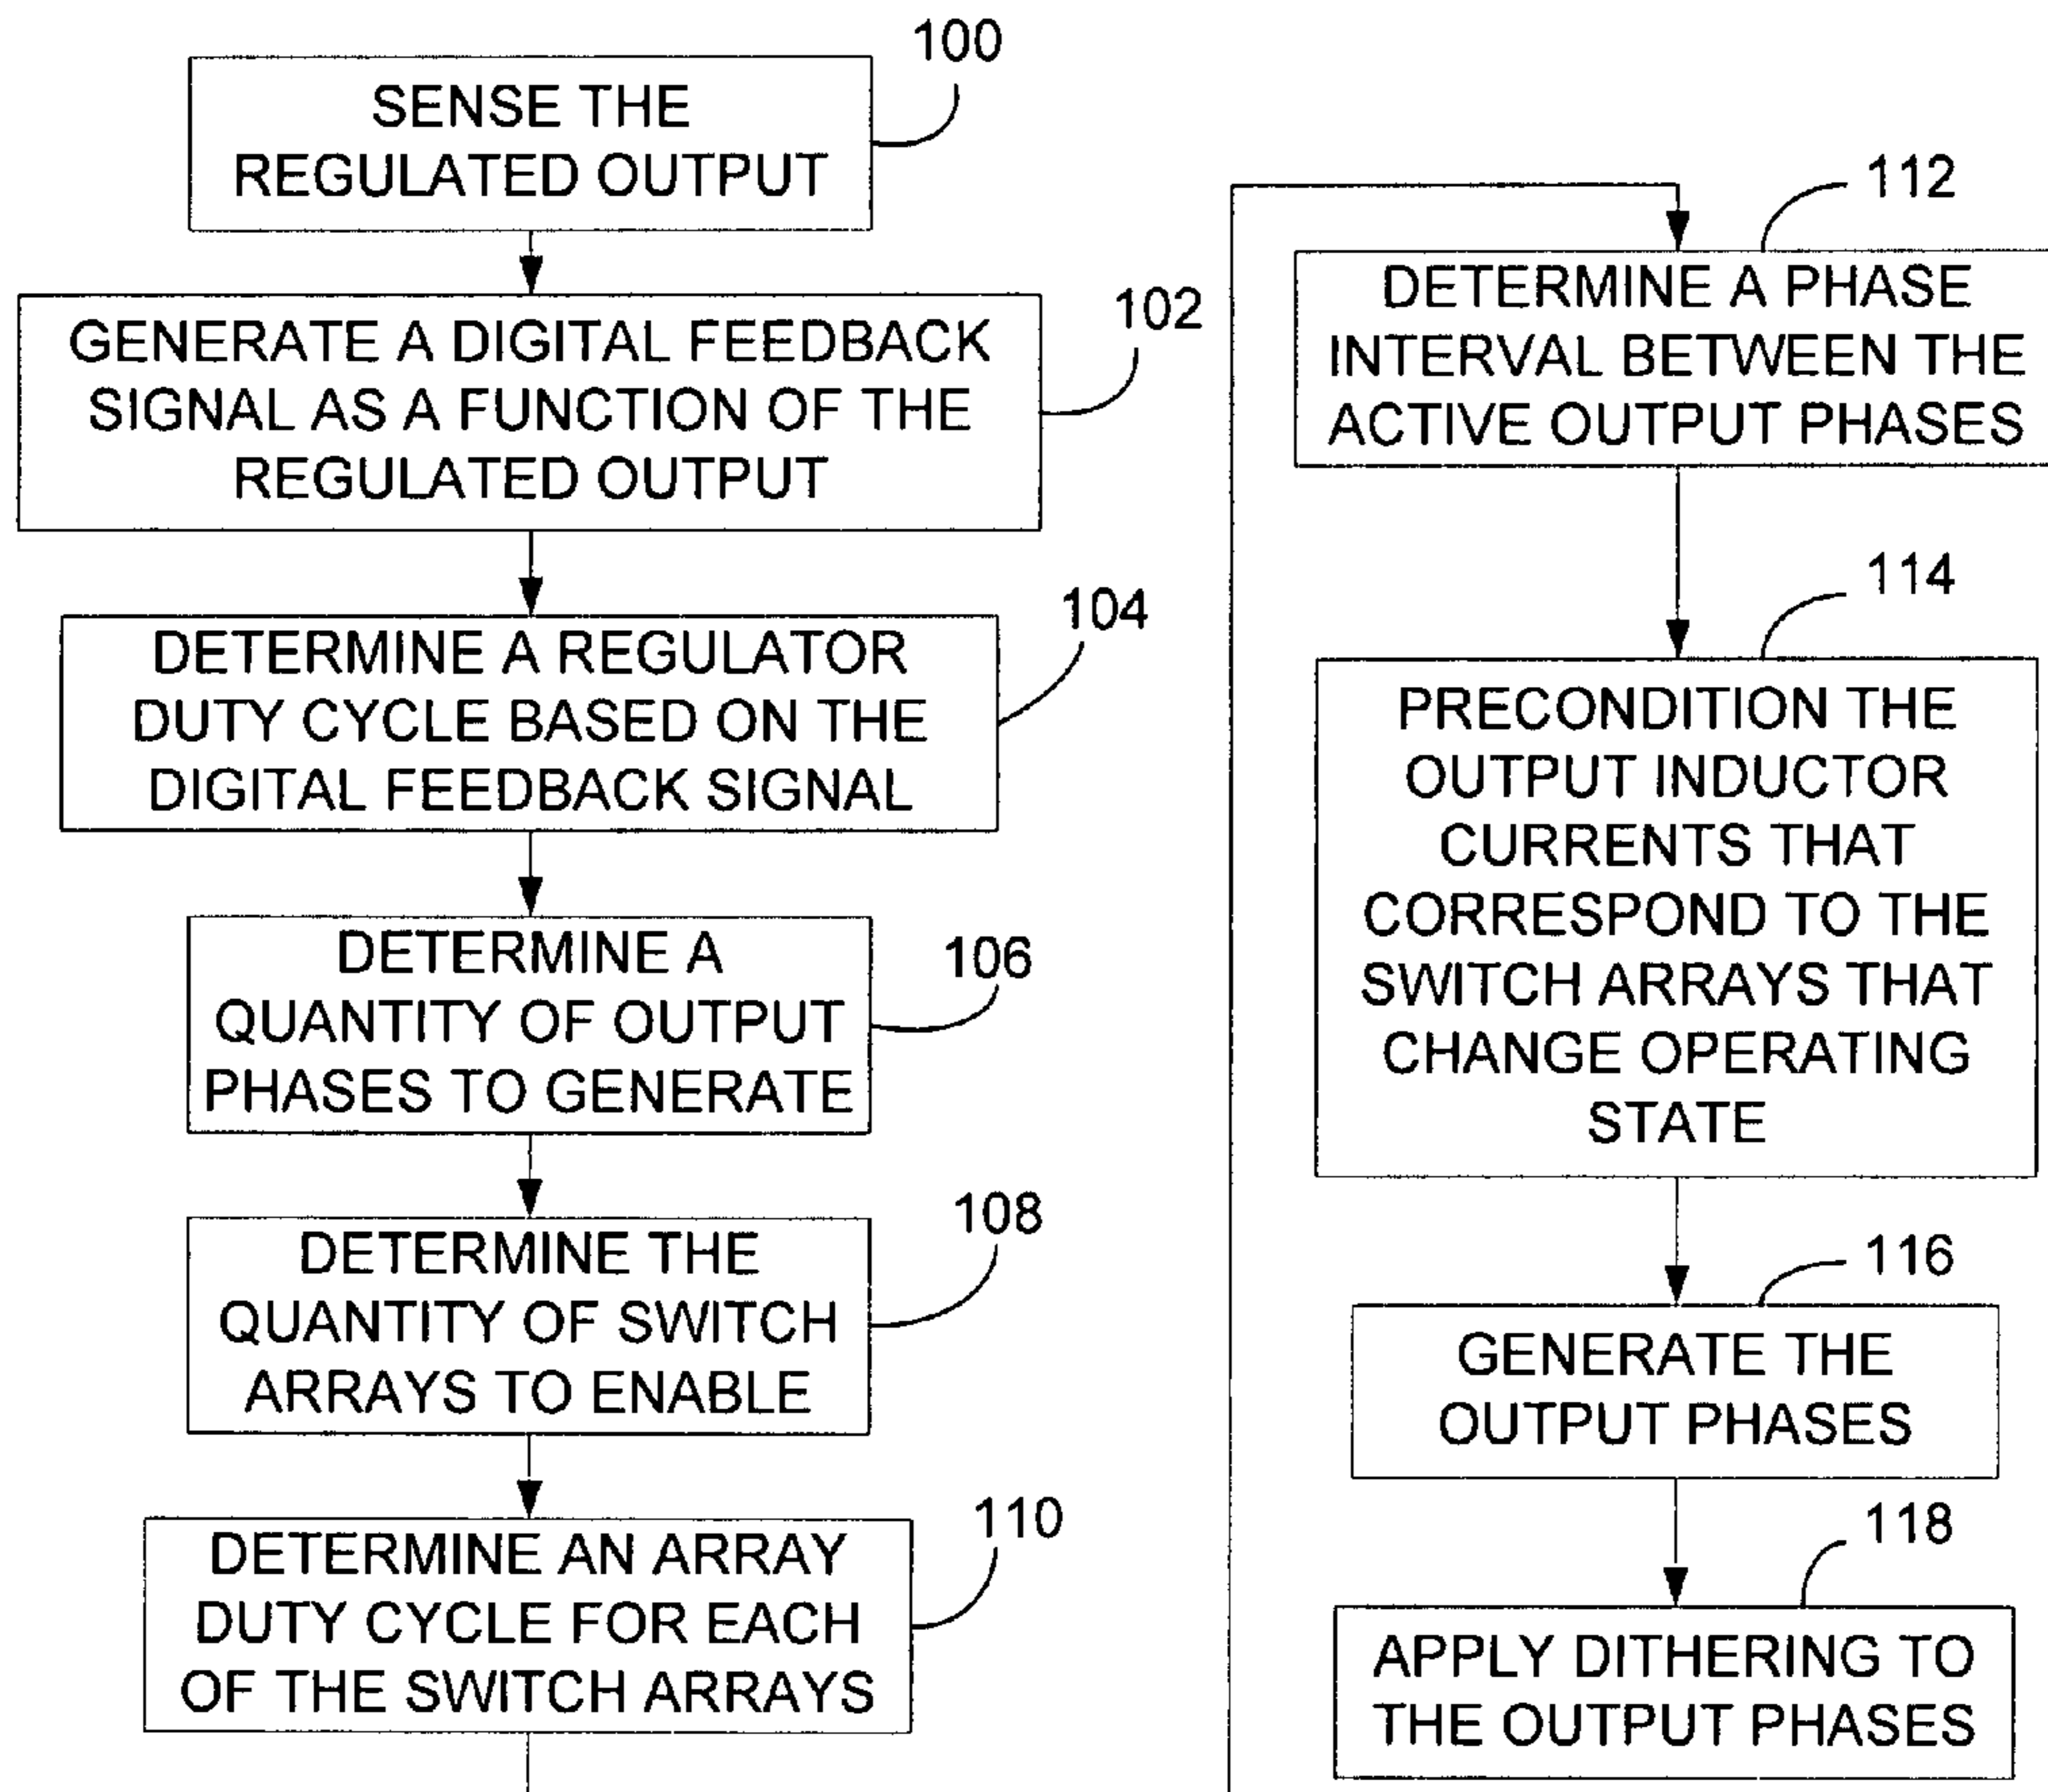 100
SENSE THE
REGULATED OUTPUT
102
GENERATE A DIGITAL FEEDBACK
SIGNAL AS A FUNCTION OF THE
REGULATED OUTPUT
104
DETERMINE A REGULATOR
DUTY CYCLE BASED ON THE
DIGITAL FEEDBACK SIGNAL
106
DETERMINE A
QUANTITY OF OUTPUT
PHASES TO GENERATE
108
DETERMINE THE
QUANTITY OF SWITCH
ARRAYS TO ENABLE
110
DETERMINE AN ARRAY
DUTY CYCLE FOR EACH
OF THE SWITCH ARRAYS
112
DETERMINE A PHASE
INTERVAL BETWEEN THE
ACTIVE OUTPUT PHASES
114
PRECONDITION THE
OUTPUT INDUCTOR
CURRENTS THAT
CORRESPOND TO THE
SWITCH ARRAYS THAT
CHANGE OPERATING
STATE
116
GENERATE THE
OUTPUT PHASES
118
APPLY DITHERING TO
THE OUTPUT PHASES